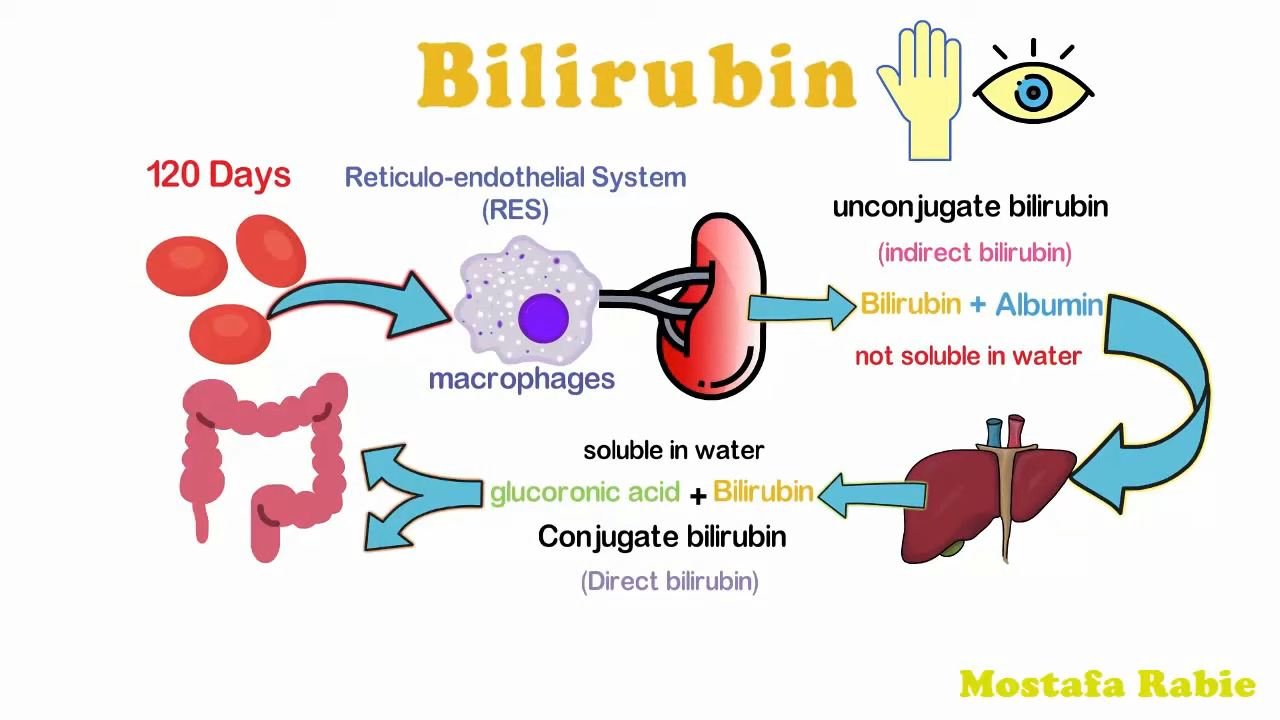 Bilirubin
120 Days
Reticulo-endothelial System
(RES)
macrophages
unconjugate bilirubin
(indirect bilirubin)
Bilirubin + Albumin
not soluble in water
soluble in water
glucoronic acid + Bilirubin
Conjugate bilirubin
(Direct bilirubin)
Mostafa Rabie